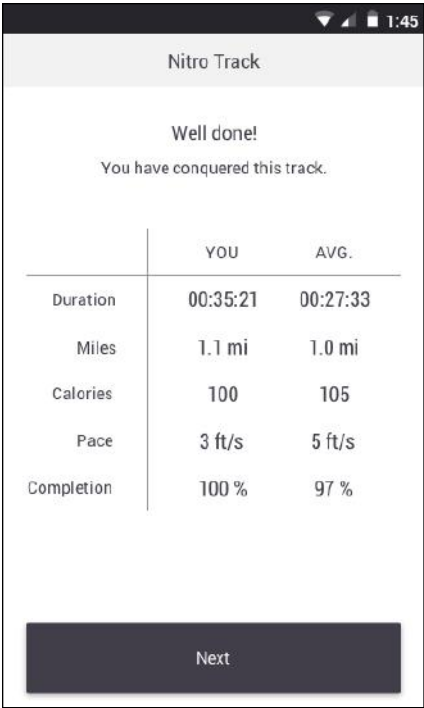 1:45
Nitro Track
Well done!
You have conquered this track.
YOU AVG.
Duration 00:35:21 00:27:33
Miles 1.1 mi 1.0 mi
Calories 100 105
Pace 3 ft/s 5 ft/s
Completion 100 % 97 %
Next